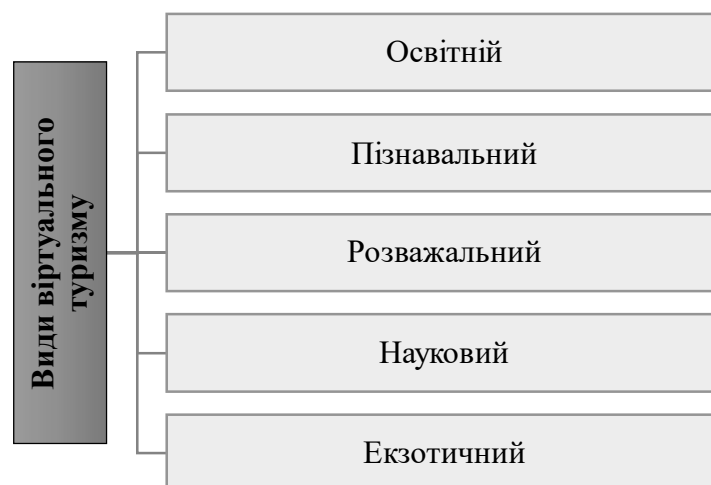 Види віртуального
туризму
Освітній
Пізнавальний
Розважальний
Науковий
Екзотичний